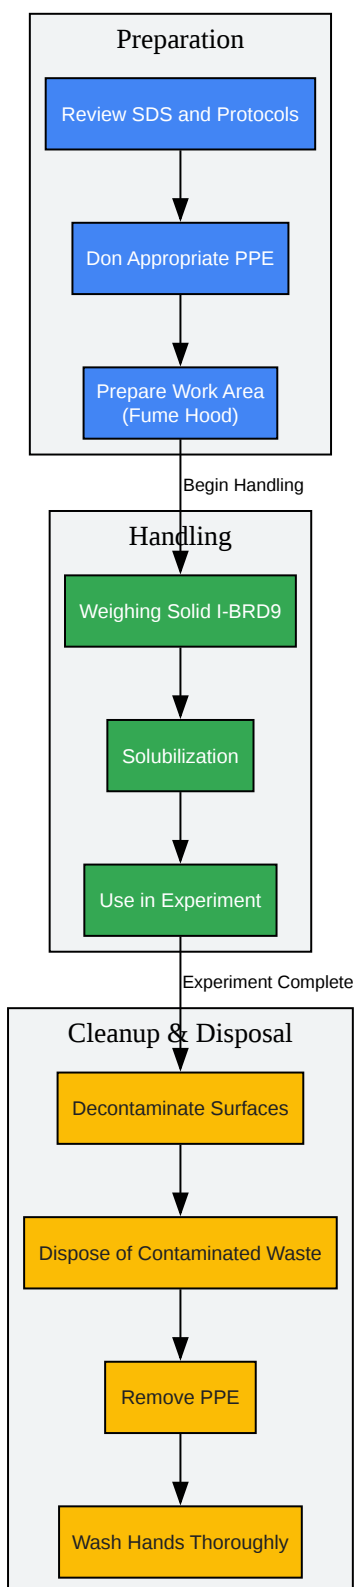 Preparation
Review SDS and Protocols
Don Appropriate PPE
Prepare Work Area
(Fume Hood)
Begin Handling
Handling
Weighing Solid I-BRD9
Solubilization
Use in Experiment
Experiment Complete
Cleanup & Disposal
Decontaminate Surfaces
Dispose of Contaminated Waste
Remove PPE
Wash Hands Thoroughly